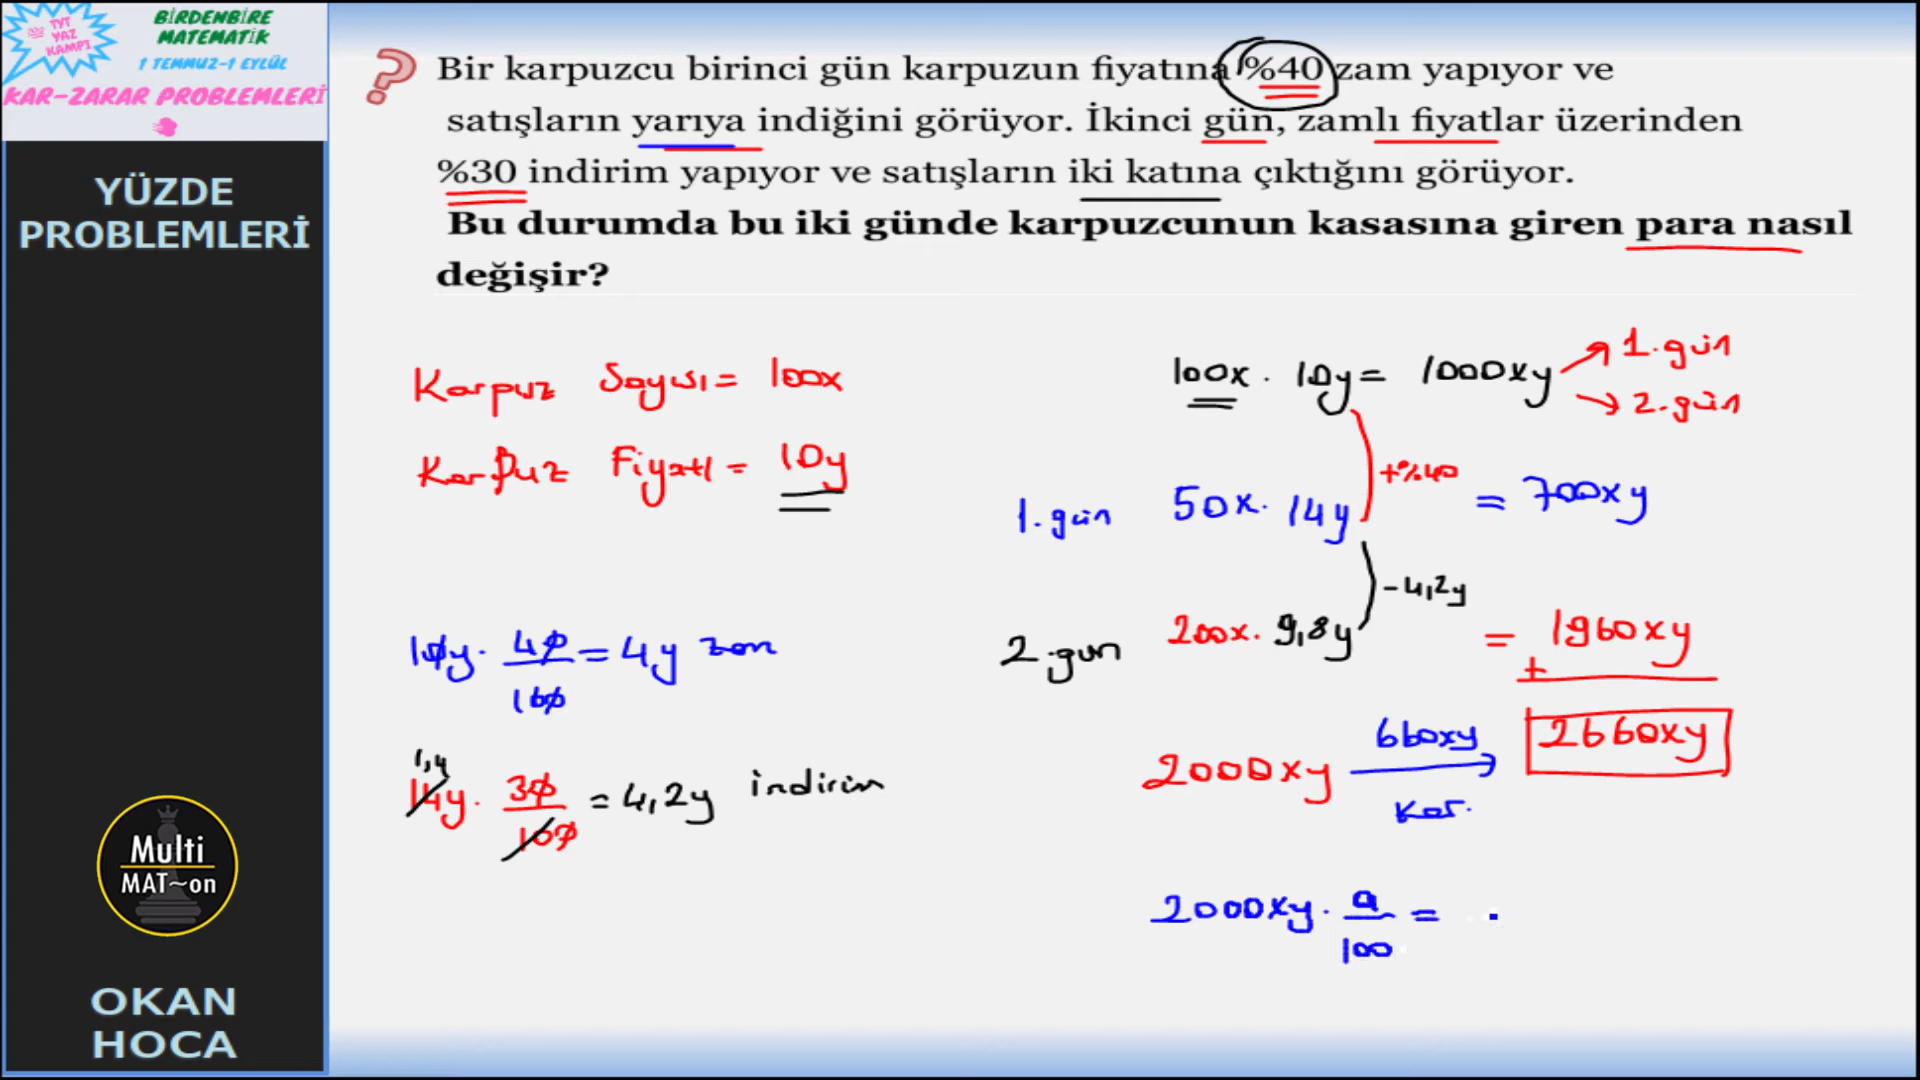 TYT
YAZ
KAMPI
BİRDENBİRE
MATEMATİK
1 TEMMUZ-1 EYLÜL
KAR-ZARAR PROBLEMLERİ
YÜZDE
PROBLEMLERİ
Multi
MAT~on
OKAN
HOCA
?
Bir karpuzcu birinci gün karpuzun fiyatına %40 zam yapıyor ve
satışların yarıya indiğini görüyor. İkinci gün, zamlı fiyatlar üzerinden
%30 indirim yapıyor ve satışların iki katına çıktığını görüyor.
Bu durumda bu iki günde karpuzcunun kasasına giren para nasıl
değişir?
Karpuz Sayısı = 100x
Karpuz Fiyatı = 10y
10y · 40/100 = 4y zam
1,4
14y · 30/100 = 4,2y indirim
100x · 10y = 1000xy
1.gün
2.gün
+%40
1.gün 50x · 14y = 700xy
-4,2y
2.gün 200x · 9,8y = 1960xy
+
2000xy 660xy Kar. 2660xy
2000xy · a/100 =